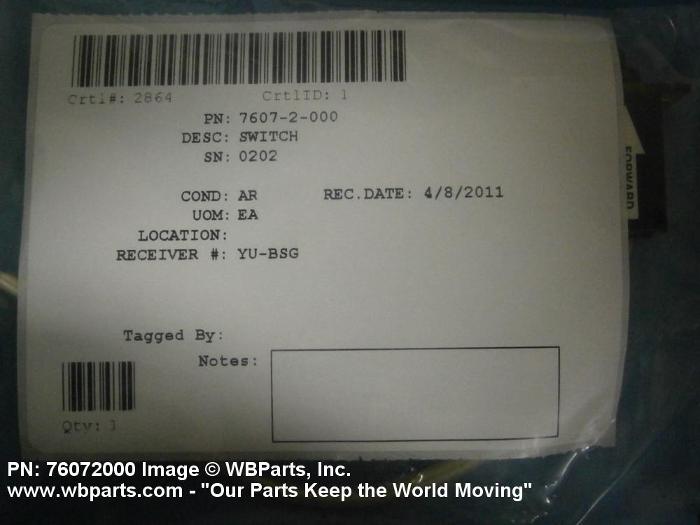 Crtl#: 2864 CrtlID: 1
PN: 7607-2-000
DESC: SWITCH
SN: 0202
COND: AR REC.DATE: 4/8/2011
UOM: EA
LOCATION:
RECEIVER #: YU-BSG
Tagged By:
Notes:
Qty: 1
FORWARD
PN: 76072000 Image © WBParts, Inc.
www.wbparts.com - "Our Parts Keep the World Moving"